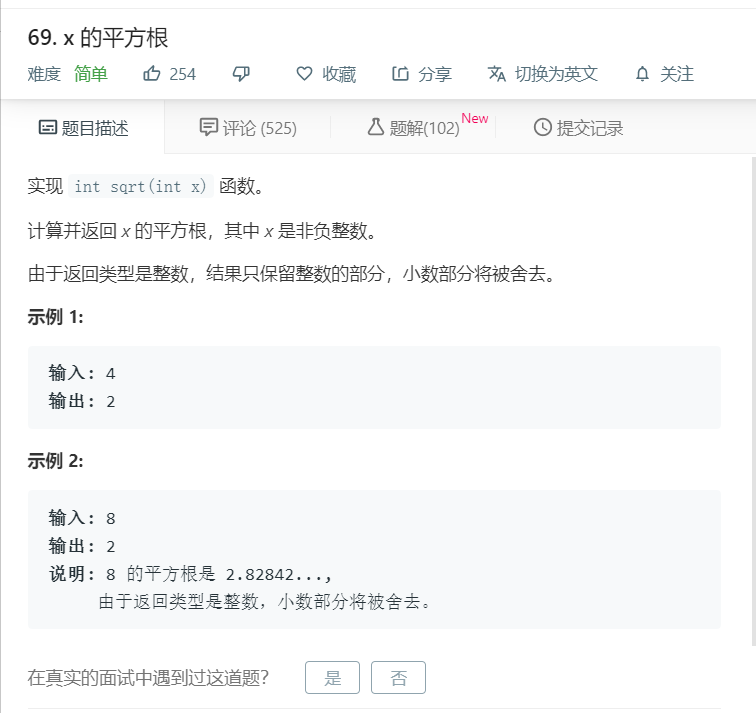 69. x 的平方根
难度 简单 254 收藏 分享 切换为英文 关注
题目描述 评论 (525) 题解(102) New 提交记录
实现 int sqrt(int x) 函数。
计算并返回 x 的平方根，其中 x 是非负整数。
由于返回类型是整数，结果只保留整数的部分，小数部分将被舍去。
示例 1:
输入: 4
输出: 2
示例 2:
输入: 8
输出: 2
说明: 8 的平方根是 2.82842...,
由于返回类型是整数，小数部分将被舍去。
在真实的面试中遇到过这道题？ 是 否